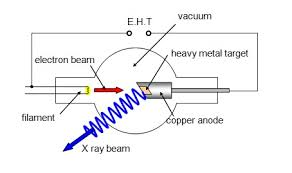 E.H.T
vacuum
electron beam
heavy metal target
filament
copper anode
X ray beam